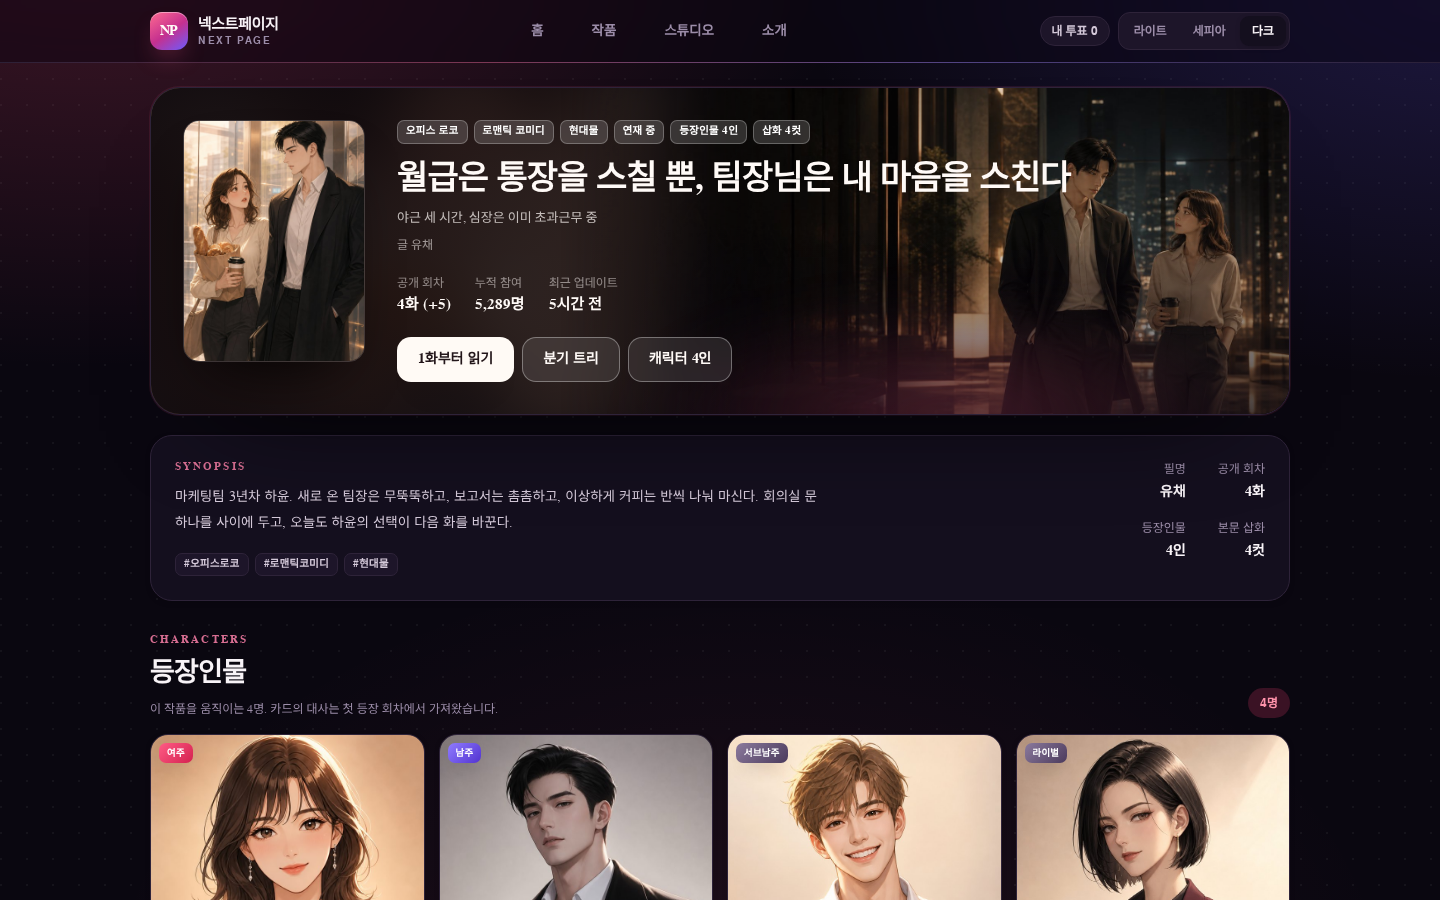 NP
넥스트페이지
NEXT PAGE
홈
작품
스튜디오
소개
내 투표 0
라이트
세피아
다크
오피스 로코
로맨틱 코미디
현대물
연재 중
등장인물 4인
삽화 4컷
월급은 통장을 스칠 뿐, 팀장님은 내 마음을 스친다
야근 세 시간, 심장은 이미 초과근무 중
글 유채
공개 회차
4화 (+5)
누적 참여
5,289명
최근 업데이트
5시간 전
1화부터 읽기
분기 트리
캐릭터 4인
SYNOPSIS
마케팅팀 3년차 하윤. 새로 온 팀장은 무뚝뚝하고, 보고서는 촘촘하고, 이상하게 커피는 반씩 나눠 마신다. 회의실 문
하나를 사이에 두고, 오늘도 하윤의 선택이 다음 화를 바꾼다.
#오피스로코
#로맨틱코미디
#현대물
필명
유채
공개 회차
4화
등장인물
4인
본문 삽화
4컷
CHARACTERS
등장인물
이 작품을 움직이는 4명. 카드의 대사는 첫 등장 회차에서 가져왔습니다.
4명
여주
남주
서브남주
라이벌